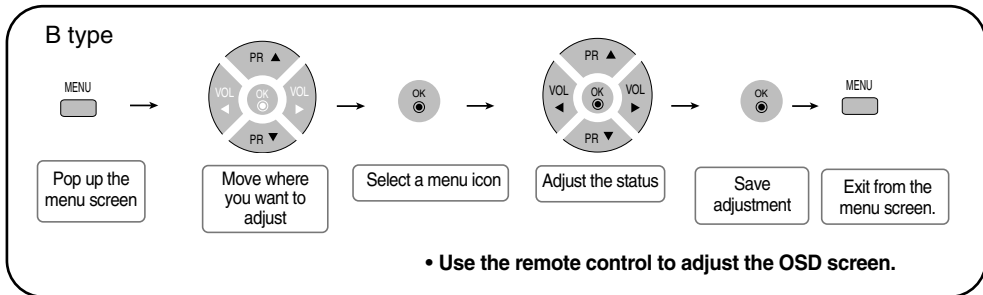 B type
MENU
PR ▲
VOL ◄
OK
VOL ►
PR ▼
OK
PR ▲
VOL ◄
OK
VOL ►
PR ▼
OK
MENU
Pop up the
menu screen
Move where
you want to
adjust
Select a menu icon
Adjust the status
Save
adjustment
Exit from the
menu screen.
• Use the remote control to adjust the OSD screen.